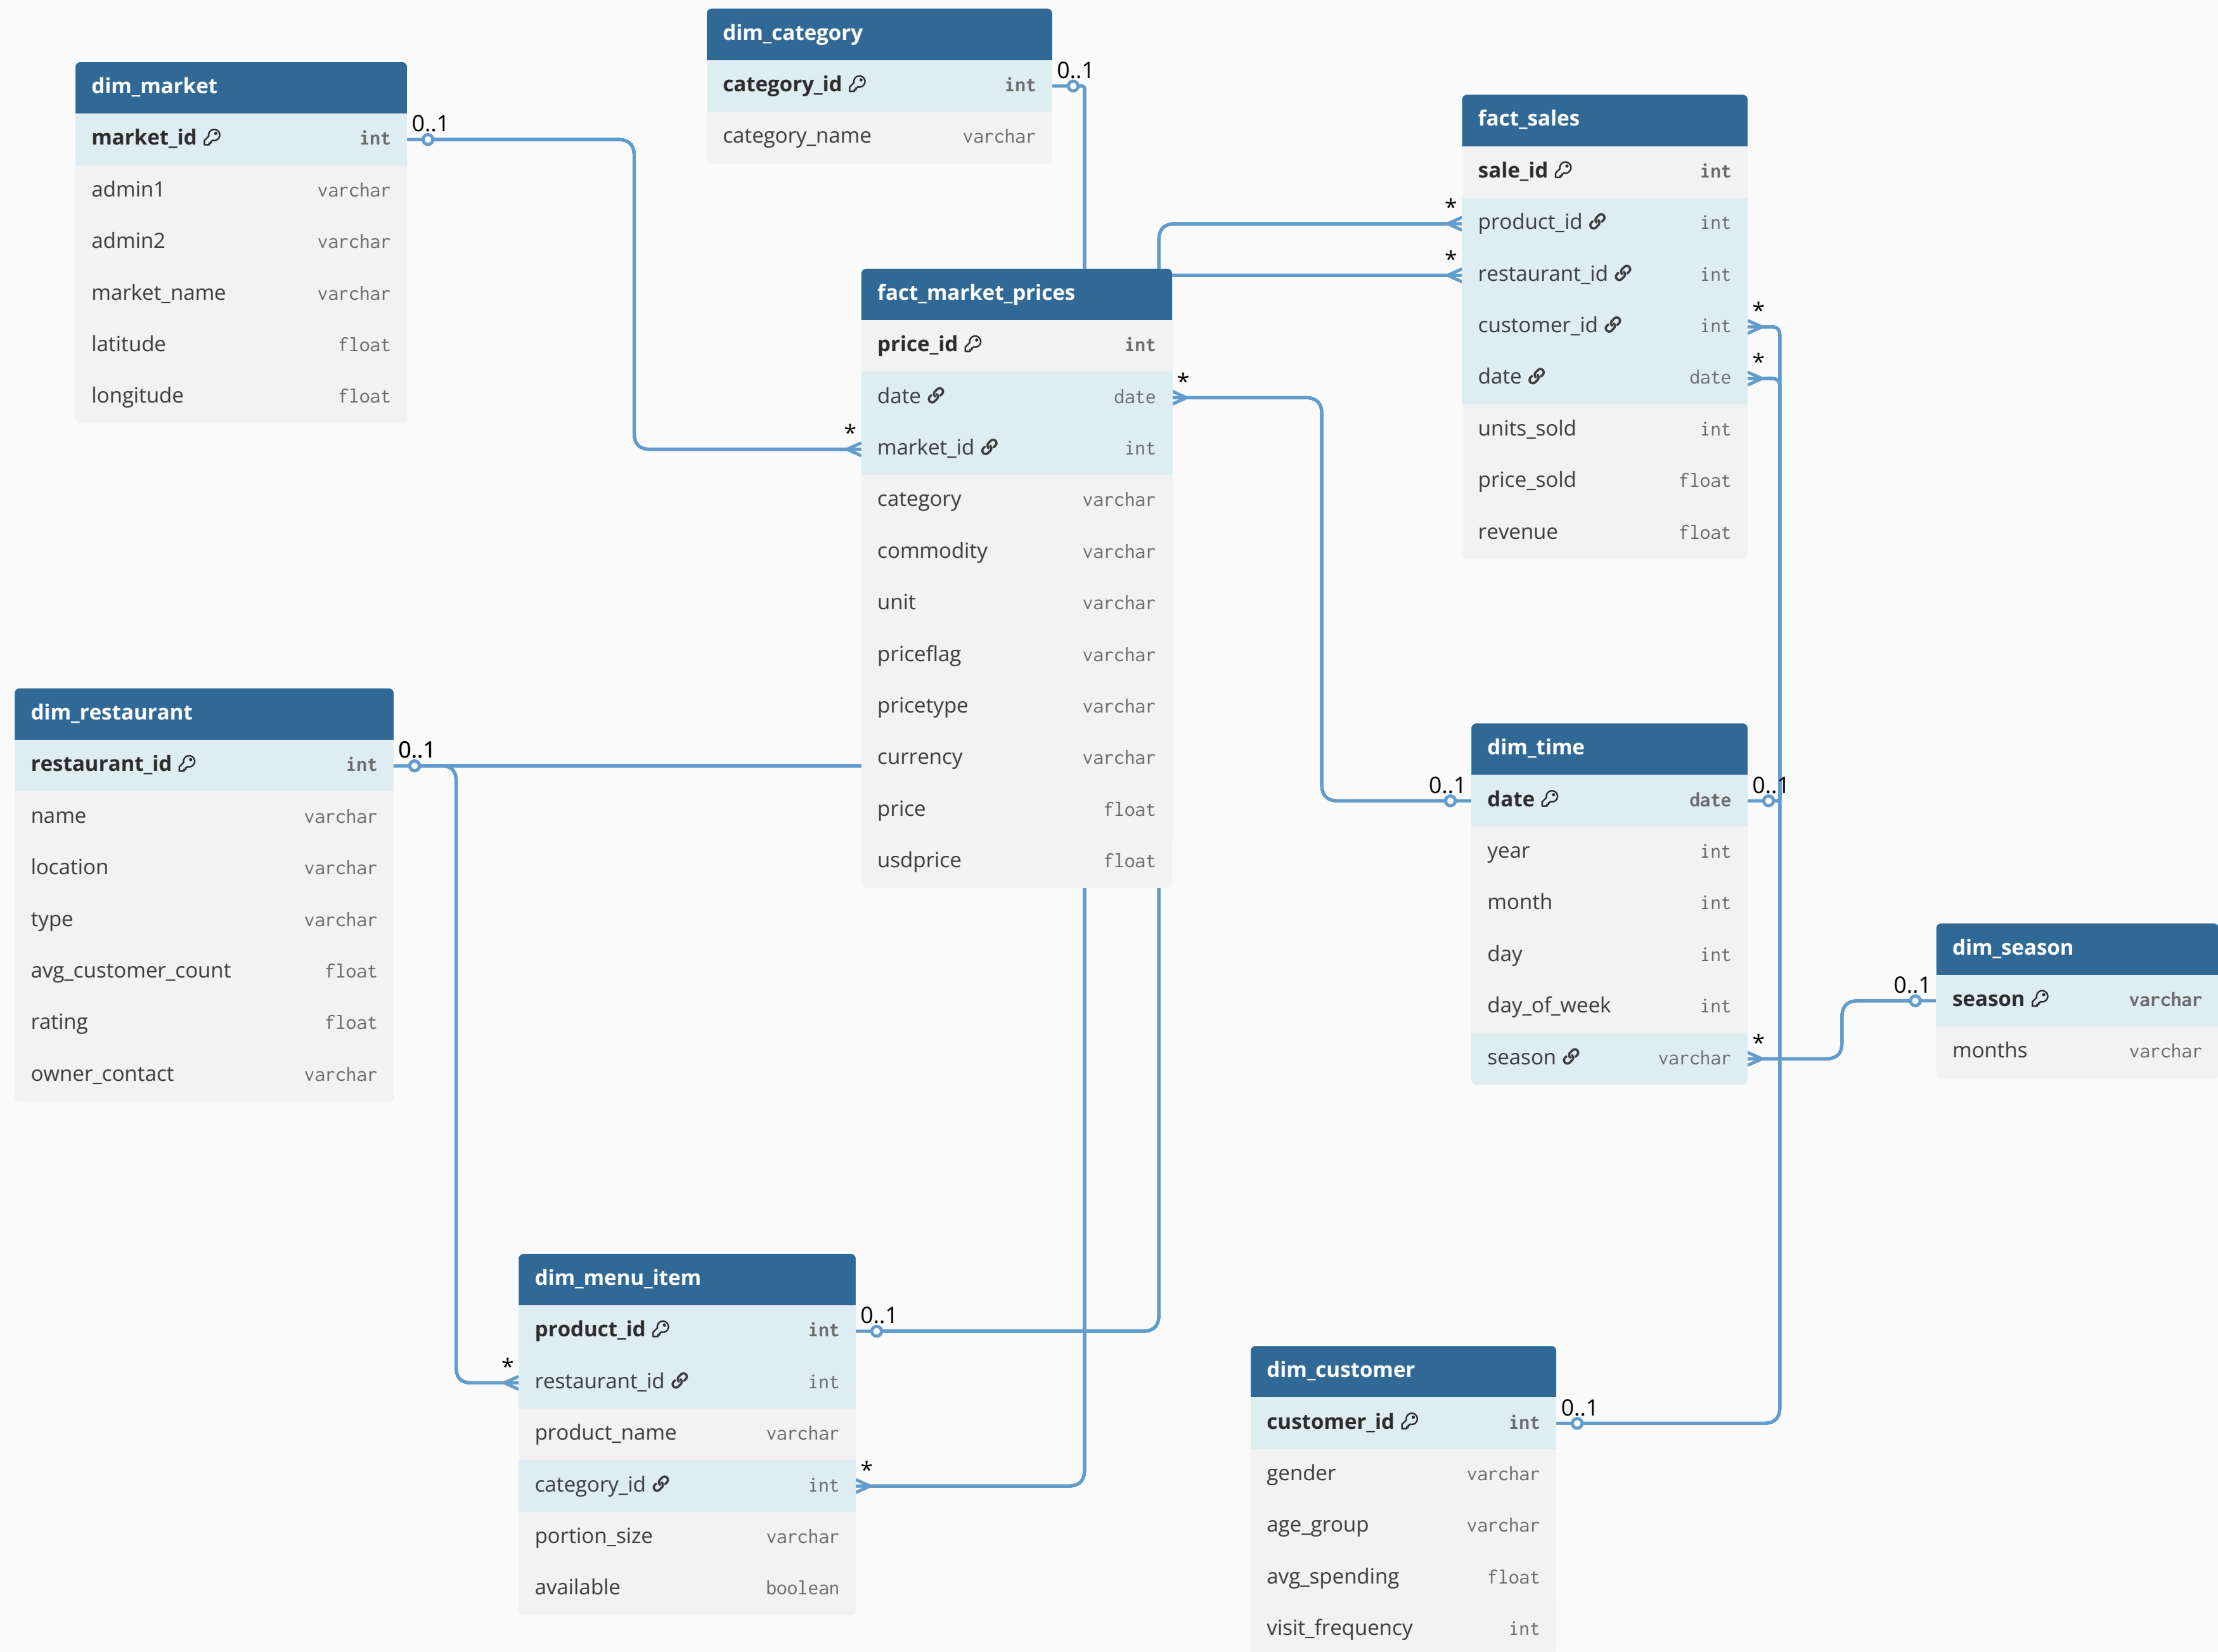 dim_category
category_id int
category_name varchar
0..1
dim_market
market_id int
admin1 varchar
admin2 varchar
market_name varchar
latitude float
longitude float
0..1
fact_sales
sale_id int
* product_id int
* restaurant_id int
customer_id int *
date date *
units_sold int
price_sold float
revenue float
fact_market_prices
price_id int
date date *
* market_id int
category varchar
commodity varchar
unit varchar
priceflag varchar
pricetype varchar
currency varchar
price float
usdprice float
dim_restaurant
restaurant_id int
name varchar
location varchar
type varchar
avg_customer_count float
rating float
owner_contact varchar
0..1
dim_time
0..1 date date 0..1
year int
month int
day int
day_of_week int
season varchar *
dim_season
0..1 season varchar
months varchar
dim_menu_item
product_id int 0..1
* restaurant_id int
product_name varchar
category_id int *
portion_size varchar
available boolean
dim_customer
customer_id int 0..1
gender varchar
age_group varchar
avg_spending float
visit_frequency int